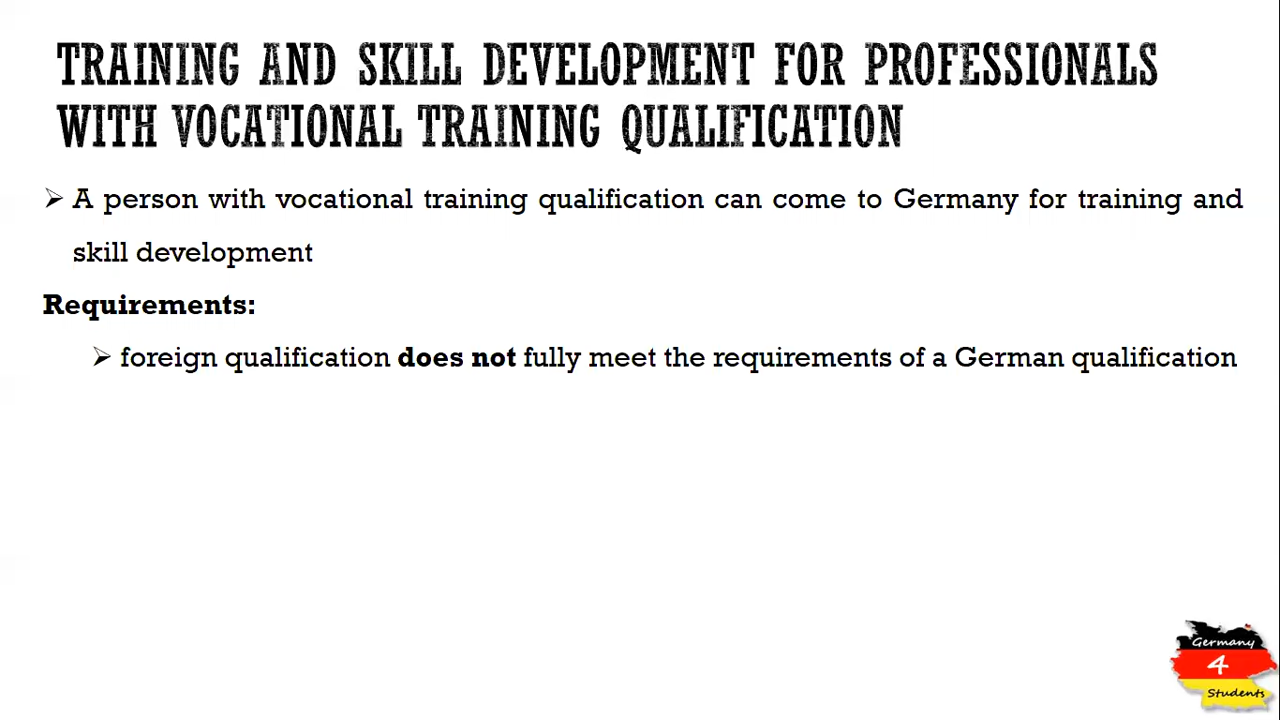 TRAINING AND SKILL DEVELOPMENT FOR PROFESSIONALS
WITH VOCATIONAL TRAINING QUALIFICATION
➢ A person with vocational training qualification can come to Germany for training and
skill development
Requirements:
➢ foreign qualification does not fully meet the requirements of a German qualification
Germany
4
Students